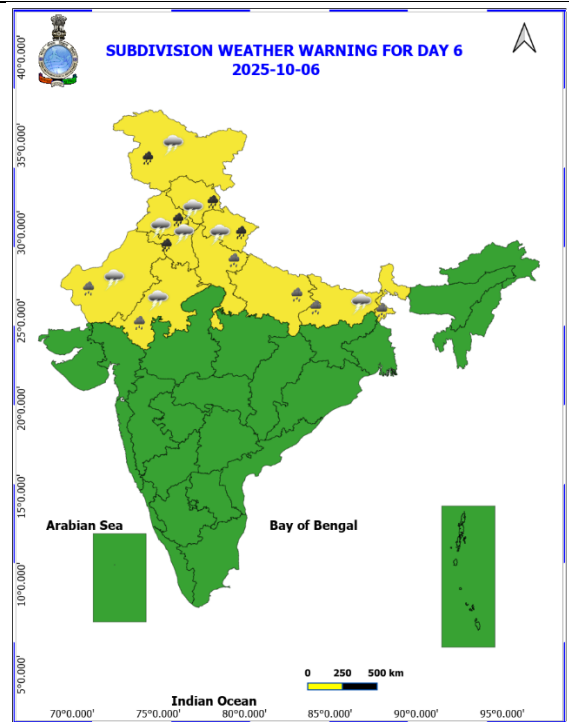 SUBDIVISION WEATHER WARNING FOR DAY 6
2025-10-06
40°0.000'
35°0.000'
30°0.000'
25°0.000'
20°0.000'
15°0.000'
10°0.000'
5°0.000'
Arabian Sea
Bay of Bengal
0 250 500 km
Indian Ocean
70°0.000' 75°0.000' 80°0.000' 85°0.000' 90°0.000' 95°0.000'